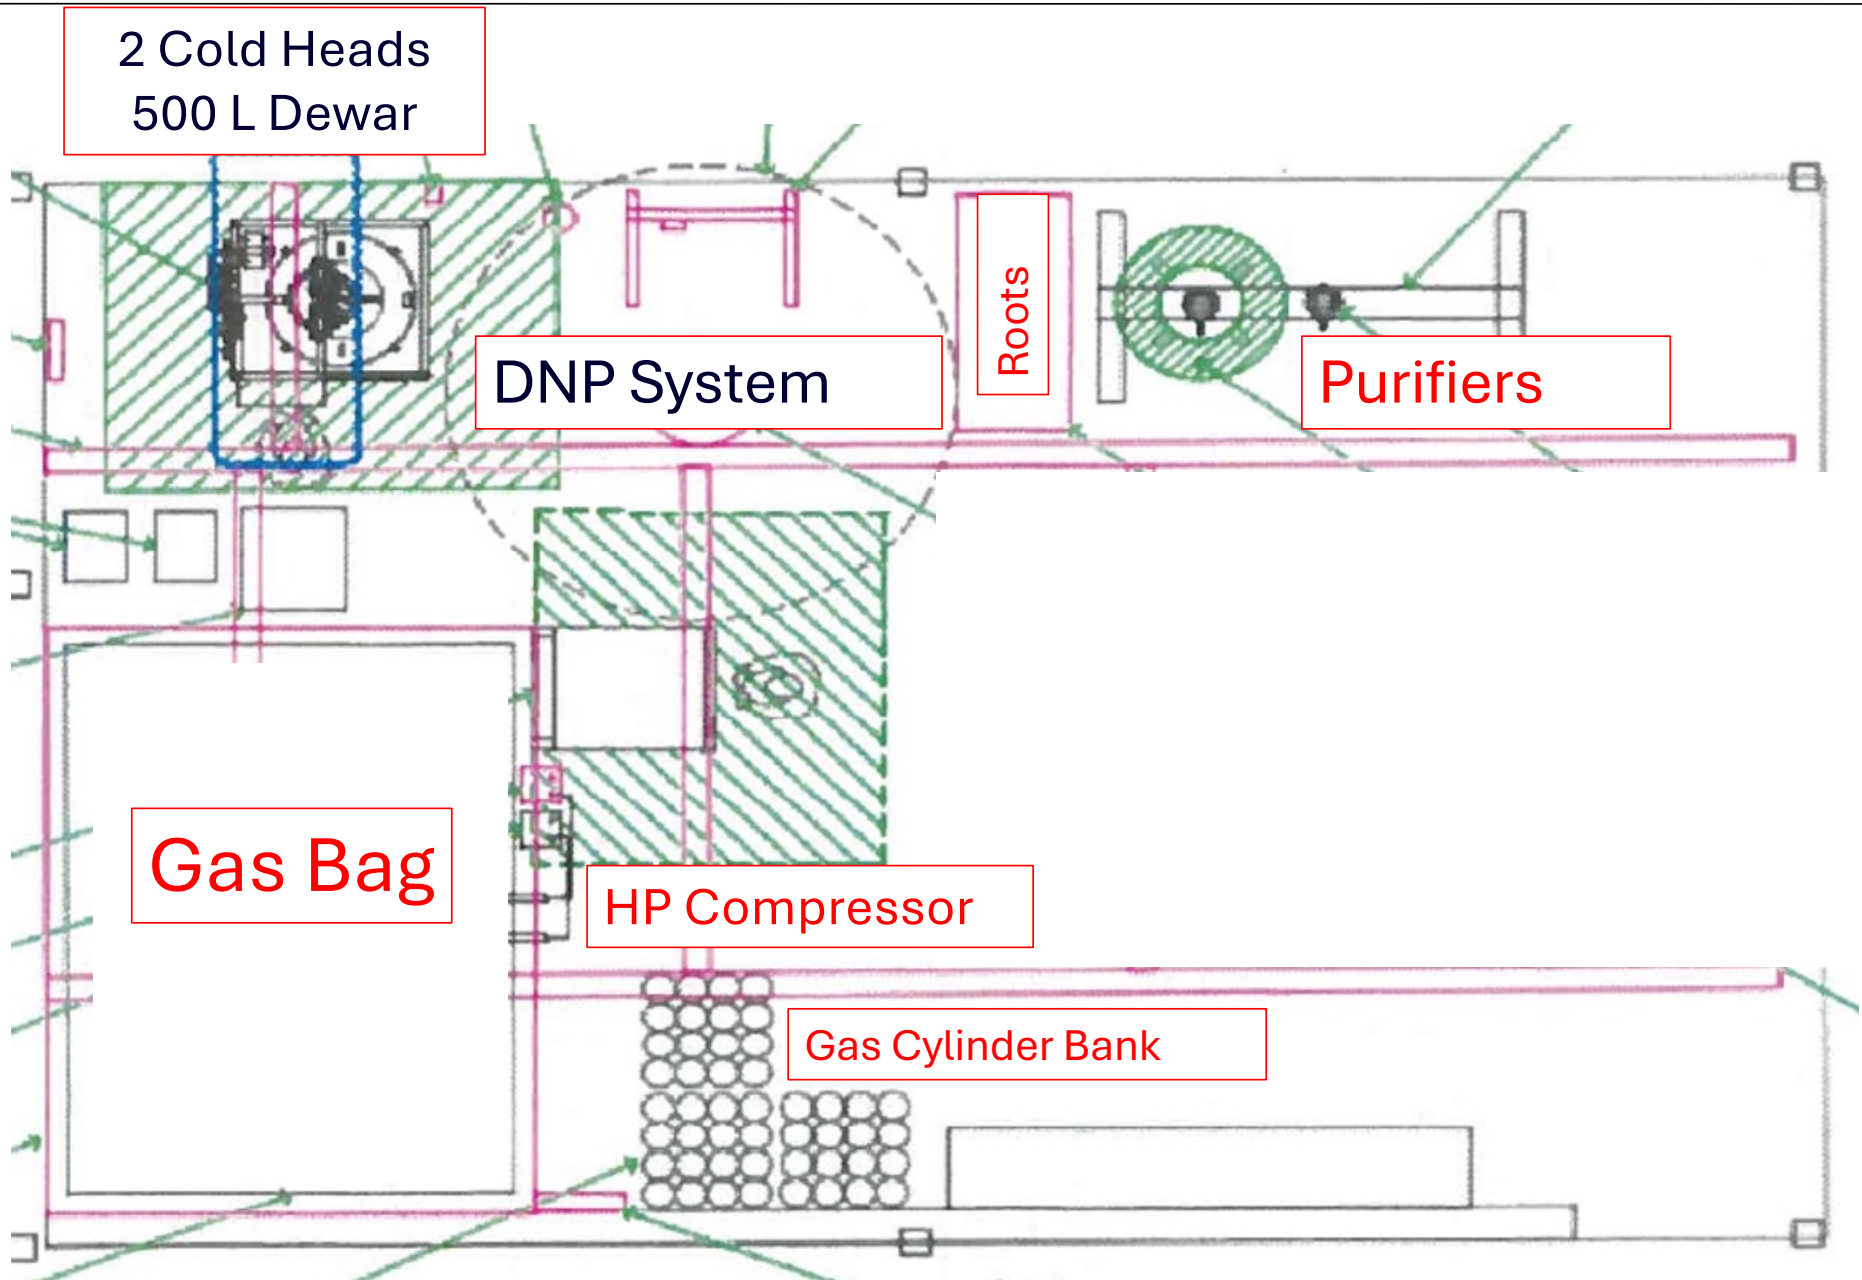 2 Cold Heads
500 L Dewar
DNP System
Roots
Purifiers
Gas Bag
HP Compressor
Gas Cylinder Bank